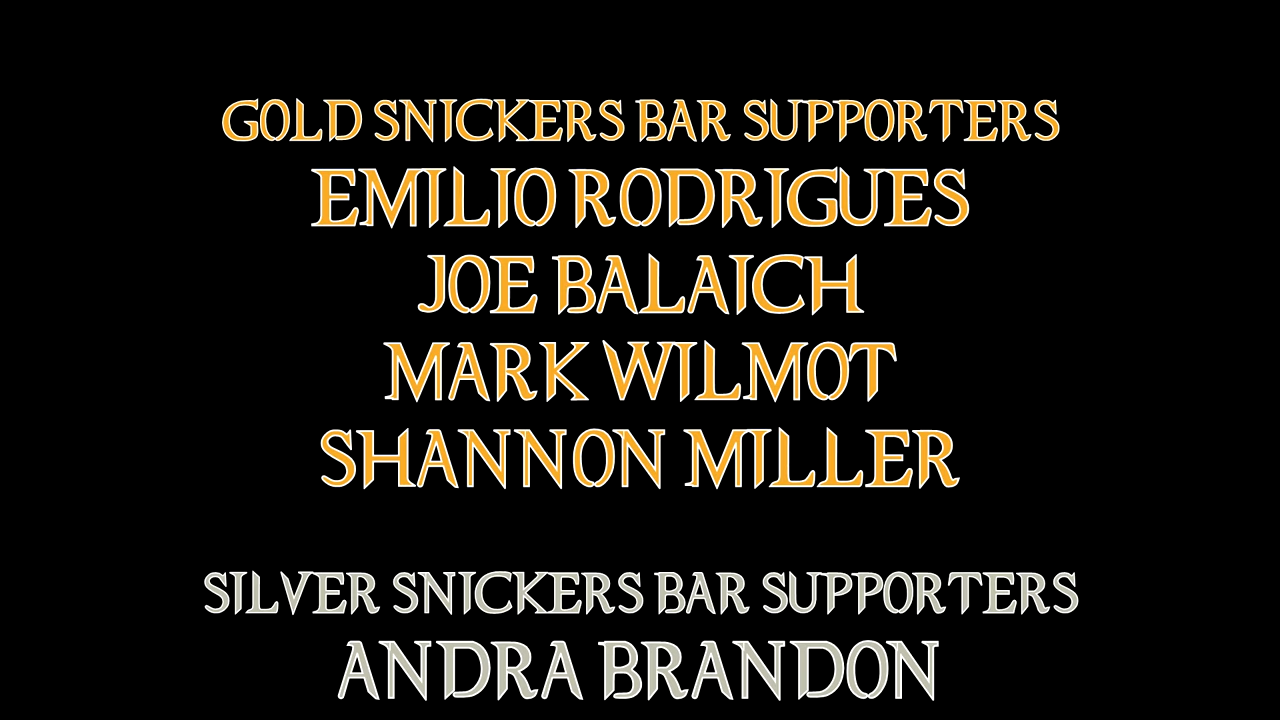 GOLD SNICKERS BAR SUPPORTERS
EMILIO RODRIGUES
JOE BALAICH
MARK WILMOT
SHANNON MILLER
SILVER SNICKERS BAR SUPPORTERS
ANDRA BRANDON